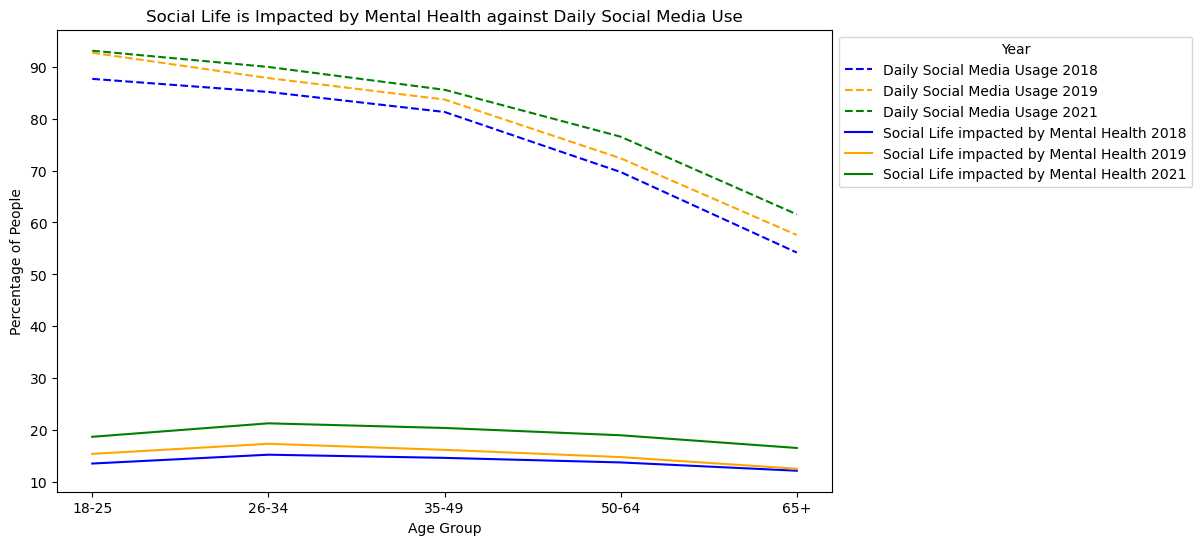 Social Life is Impacted by Mental Health against Daily Social Media Use
Percentage of People
90
80
70
60
50
40
30
20
10
18-25
26-34
35-49
50-64
65+
Age Group
Year
Daily Social Media Usage 2018
Daily Social Media Usage 2019
Daily Social Media Usage 2021
Social Life impacted by Mental Health 2018
Social Life impacted by Mental Health 2019
Social Life impacted by Mental Health 2021